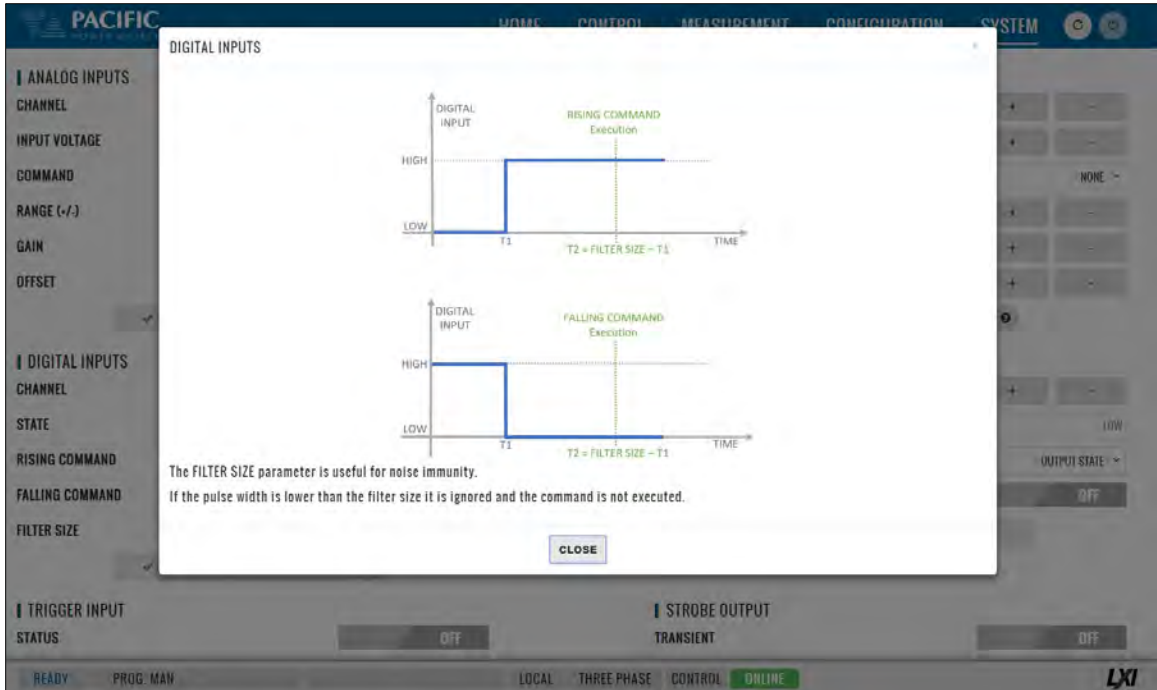 PACIFIC
HOME CONTROL MEASUREMENT CONFIGURATION SYSTEM
DIGITAL INPUTS
DIGITAL
INPUT
RISING COMMAND
Execution
HIGH
LOW
T1
T2 = FILTER SIZE – T1
TIME
DIGITAL
INPUT
FALLING COMMAND
Execution
HIGH
LOW
T1
T2 = FILTER SIZE – T1
TIME
The FILTER SIZE parameter is useful for noise immunity.
If the pulse width is lower than the filter size it is ignored and the command is not executed.
CLOSE
ANALOG INPUTS
CHANNEL + -
INPUT VOLTAGE + -
COMMAND NONE
RANGE (+/-) + -
GAIN + -
OFFSET + -
?
DIGITAL INPUTS
CHANNEL + -
STATE LOW
RISING COMMAND OUTPUT STATE
FALLING COMMAND OFF
FILTER SIZE
TRIGGER INPUT
STATUS OFF
STROBE OUTPUT
TRANSIENT OFF
READY PROG: MAN LOCAL THREE PHASE CONTROL ONLINE LXI